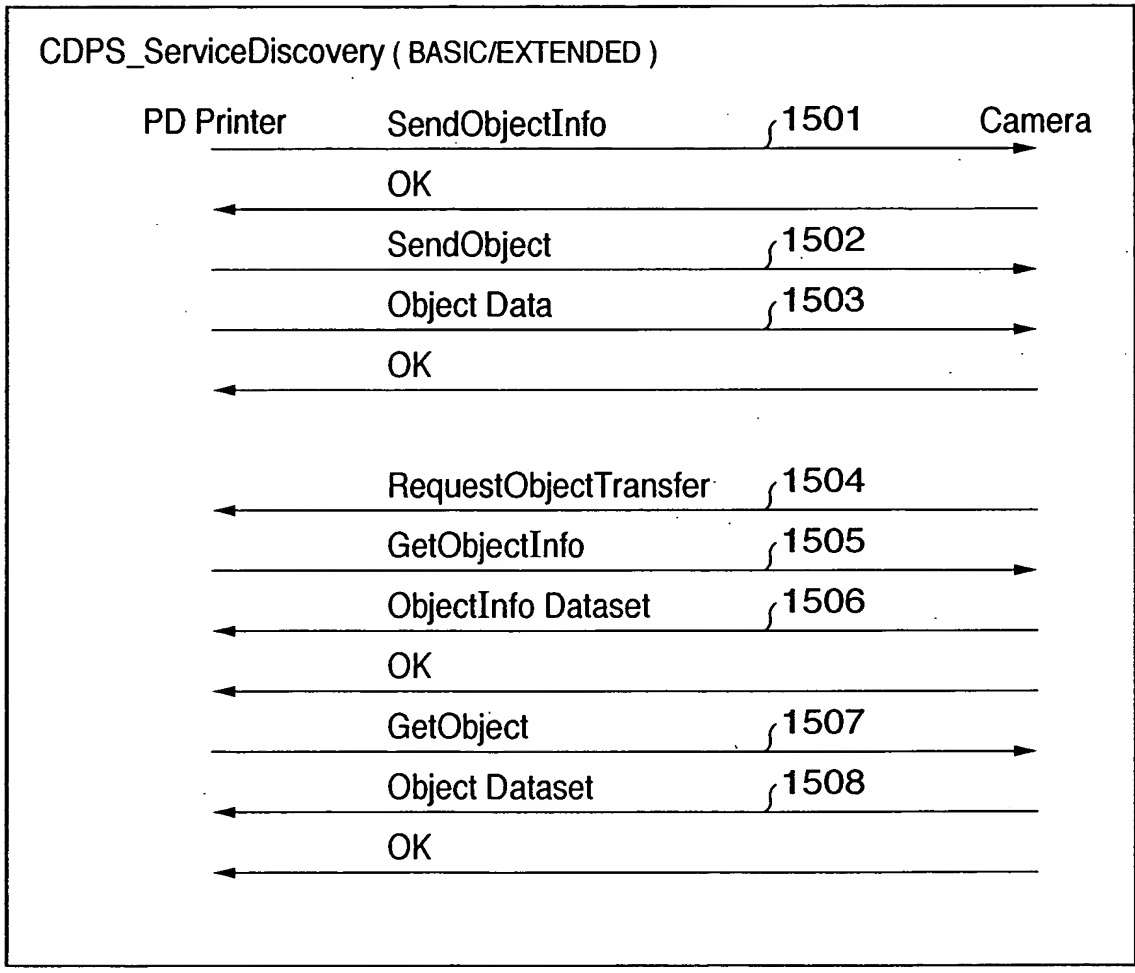 CDPS_ServiceDiscovery ( BASIC/EXTENDED )
PD Printer SendObjectInfo 1501 Camera
OK
SendObject 1502
Object Data 1503
OK
RequestObjectTransfer 1504
GetObjectInfo 1505
ObjectInfo Dataset 1506
OK
GetObject 1507
Object Dataset 1508
OK